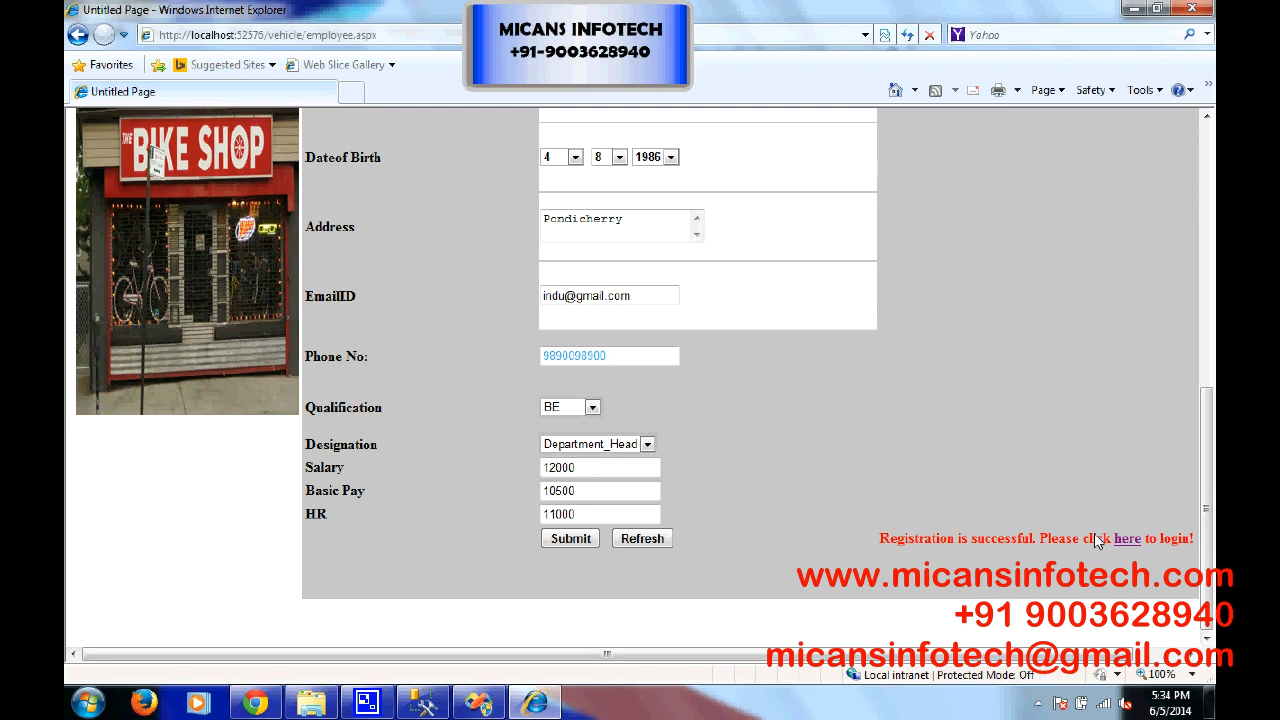 Untitled Page - Windows Internet Explorer
MICANS INFOTECH
+91-9003628940
http://localhost:52576/vehicle/employee.aspx
Yahoo
Favorites
Suggested Sites
Web Slice Gallery
Untitled Page
Page
Safety
Tools
THE BIKE SHOP
Dateof Birth
4 8 1986
Address
Pondicherry
EmailID
indu@gmail.com
Phone No:
9890098900
Qualification
BE
Designation
Department_Head
Salary
12000
Basic Pay
10500
HR
11000
Submit Refresh
Registration is successful. Please click here to login!
www.micansinfotech.com
+91 9003628940
micansinfotech@gmail.com
Local intranet | Protected Mode: Off
100%
5:34 PM
6/5/2014